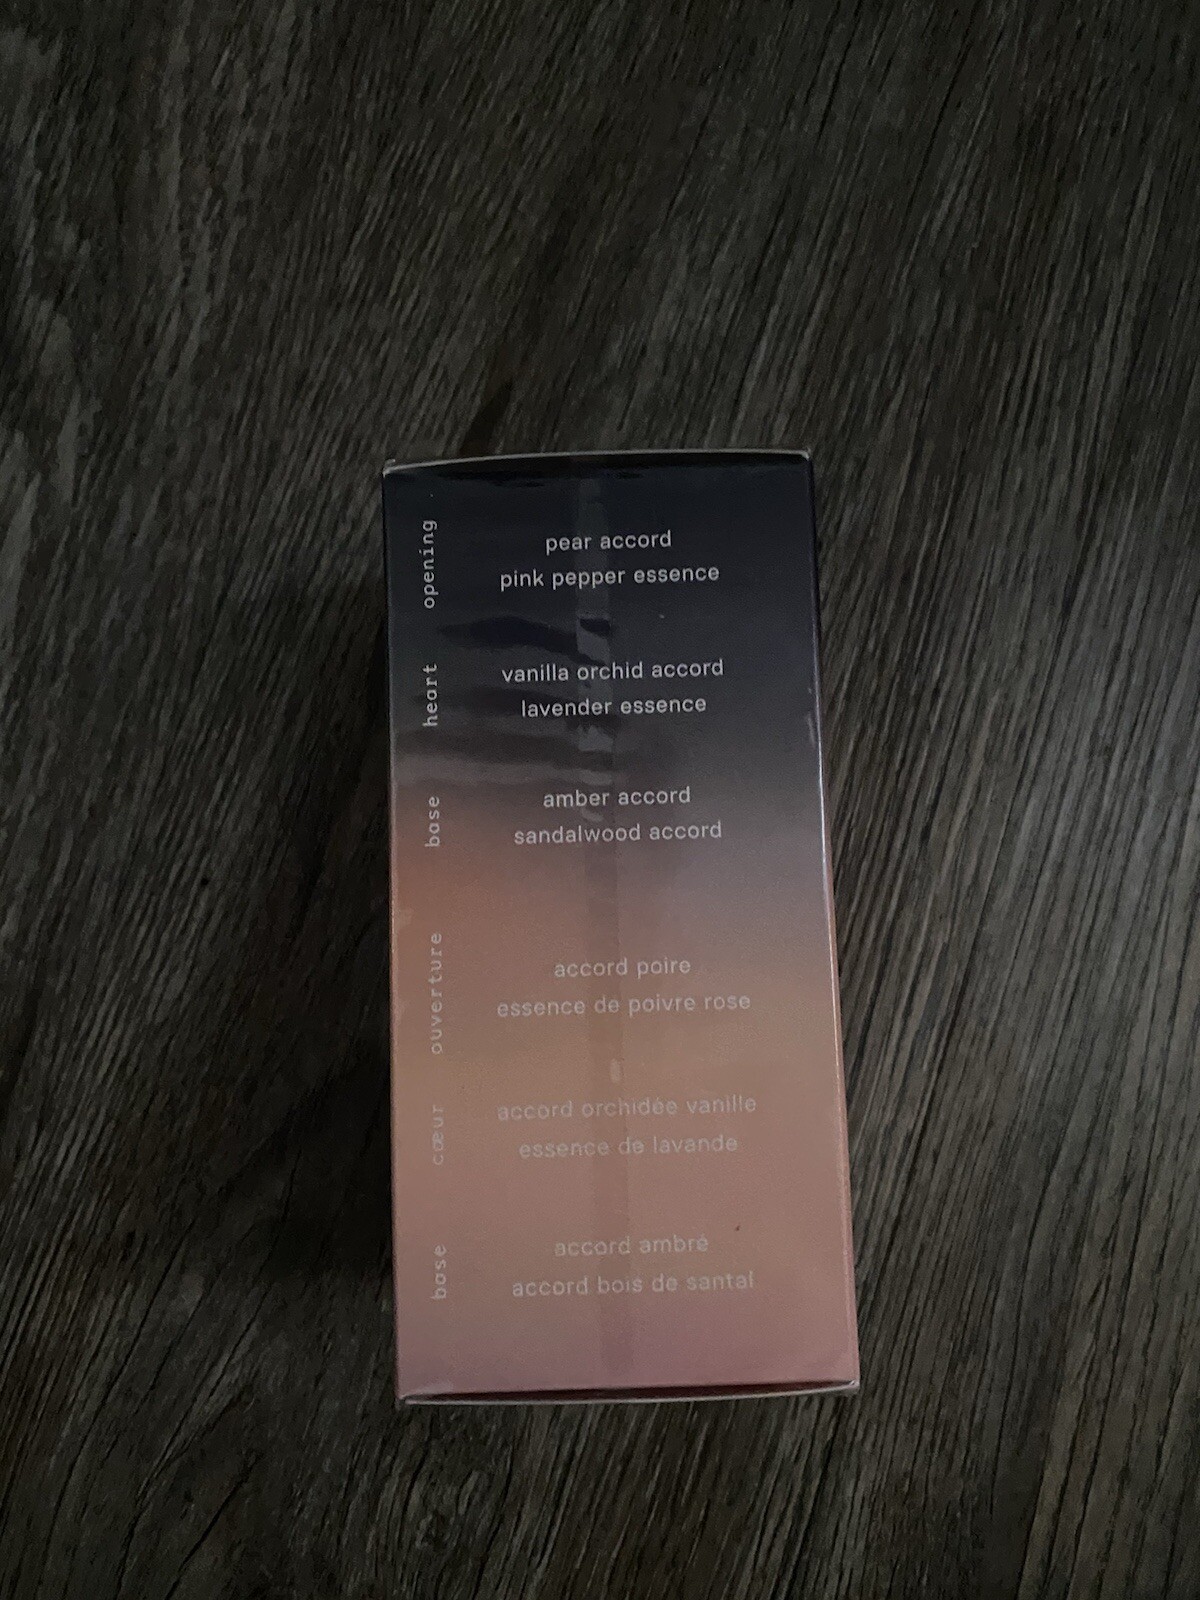 opening
pear accord
pink pepper essence
heart
vanilla orchid accord
lavender essence
base
amber accord
sandalwood accord
ouverture
accord poire
essence de poivre rose
cœur
accord orchidée vanille
essence de lavande
base
accord ambré
accord bois de santal